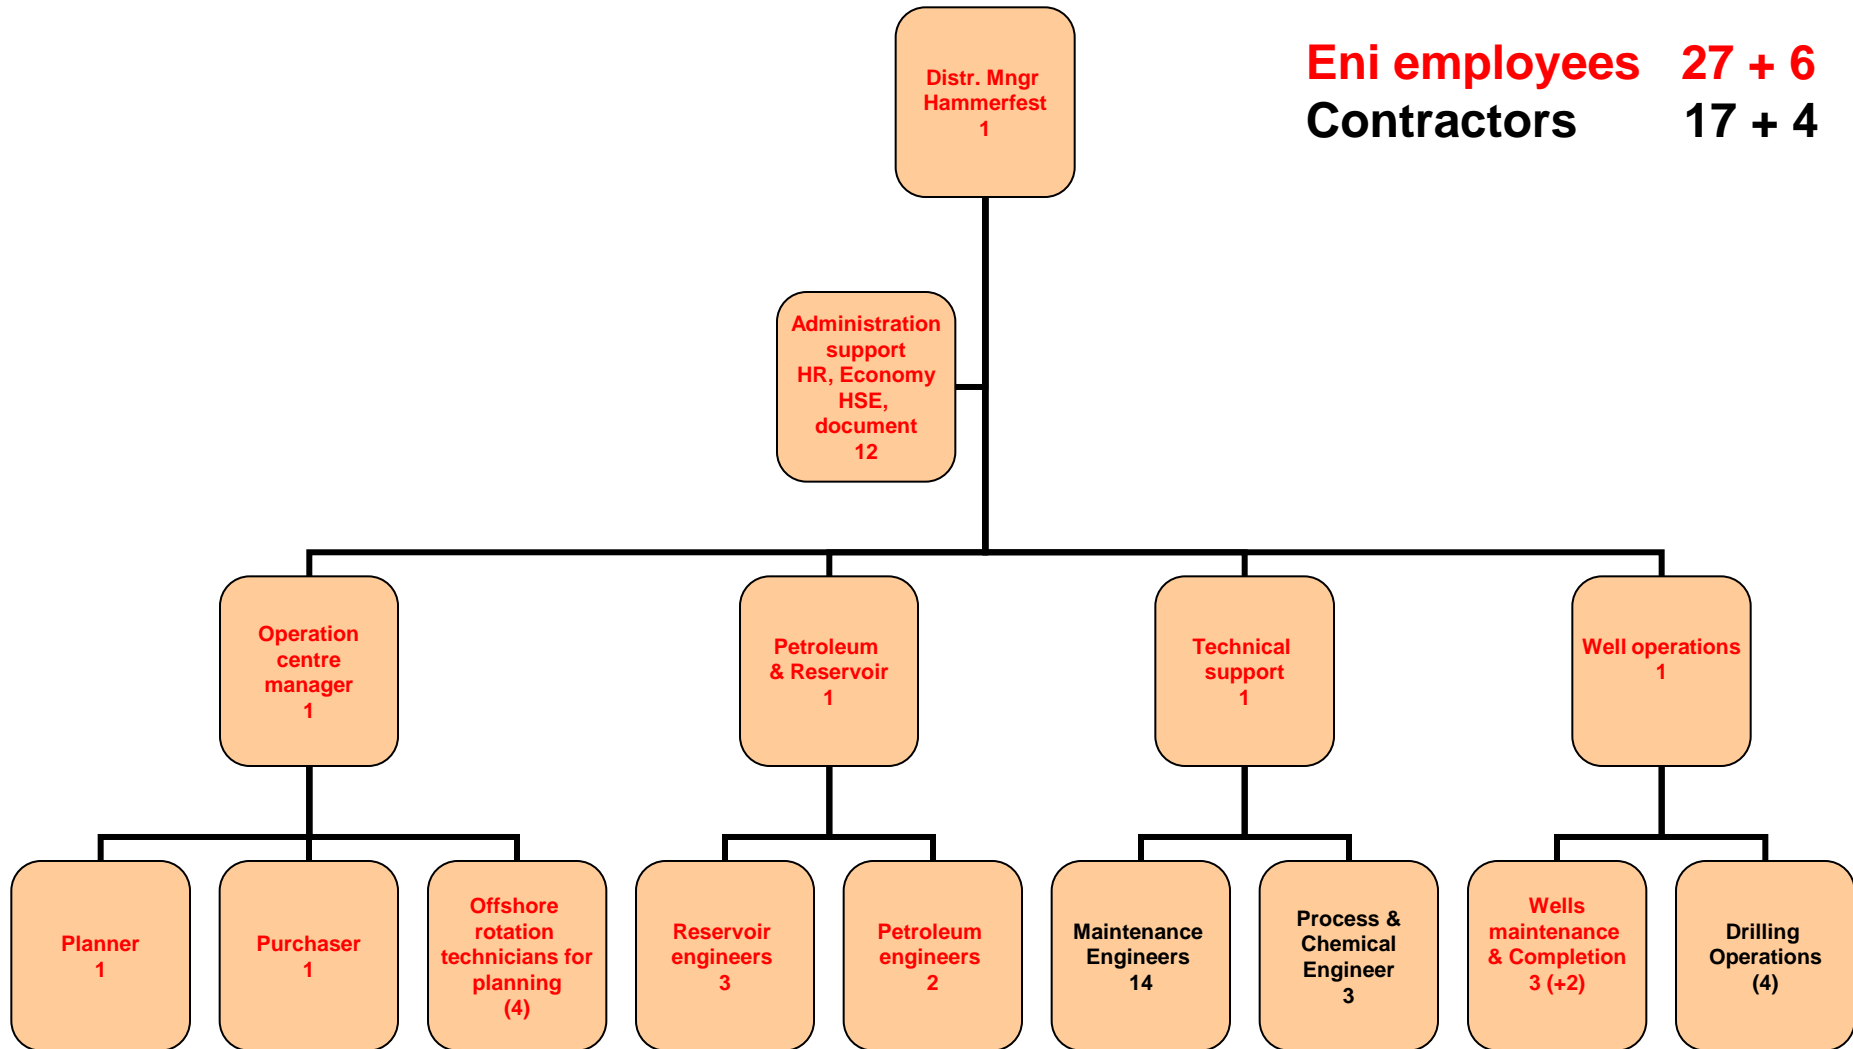 Eni employees 27 + 6
Contractors 17 + 4
Distr. Mngr
Hammerfest
1
Administration
support
HR, Economy
HSE,
document
12
Operation
centre
manager
1
Petroleum
& Reservoir
1
Technical
support
1
Well operations
1
Planner
1
Purchaser
1
Offshore
rotation
technicians for
planning
(4)
Reservoir
engineers
3
Petroleum
engineers
2
Maintenance
Engineers
14
Process &
Chemical
Engineer
3
Wells
maintenance
& Completion
3 (+2)
Drilling
Operations
(4)